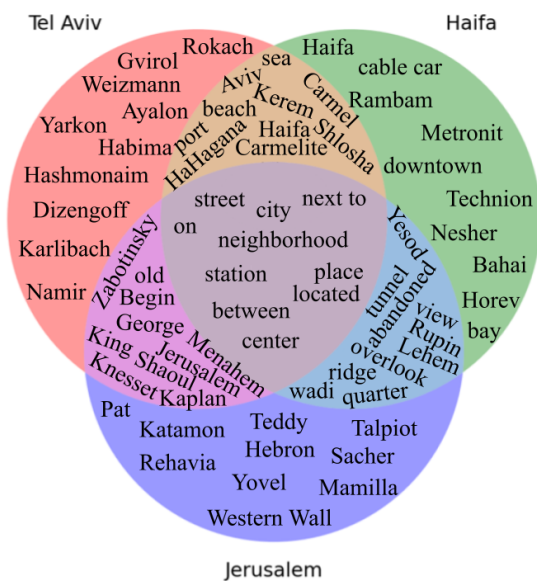 Tel Aviv
Haifa
Rokach
Gvirol
Weizmann
Ayalon
Yarkon
Habima
Hashmonaim
Dizengoff
Karlibach
Namir
sea
Aviv
Carmel
beach
Kerem
port
Haifa
Shlosha
HaHagana
Carmelite
Haifa
cable car
Rambam
Metronit
downtown
Technion
Nesher
Bahai
Horev
bay
street
next to
city
on
neighborhood
station
place
located
between
center
Zabotinsky
old
Begin
George
Menahem
King Shaoul
Jerusalem
Knesset
Kaplan
Yesod
tunnel
abandoned
view
Rupin
Lehem
overlook
ridge
wadi
quarter
Pat
Katamon
Teddy
Talpiot
Rehavia
Hebron
Sacher
Yovel
Mamilla
Western Wall
Jerusalem